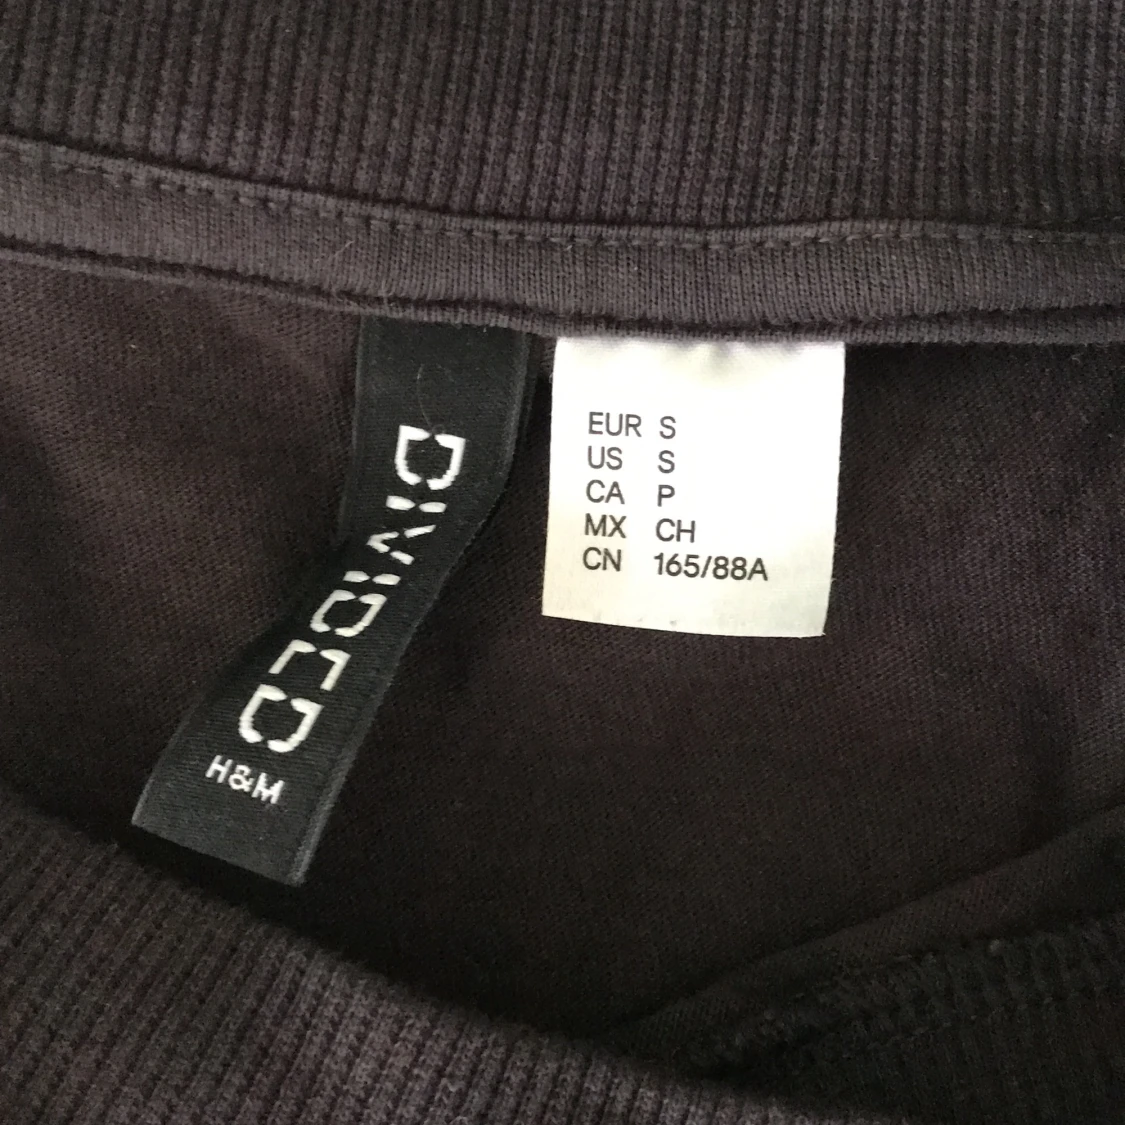 DIVIDED
H&M
EUR S
US S
CA P
MX CH
CN 165/88A